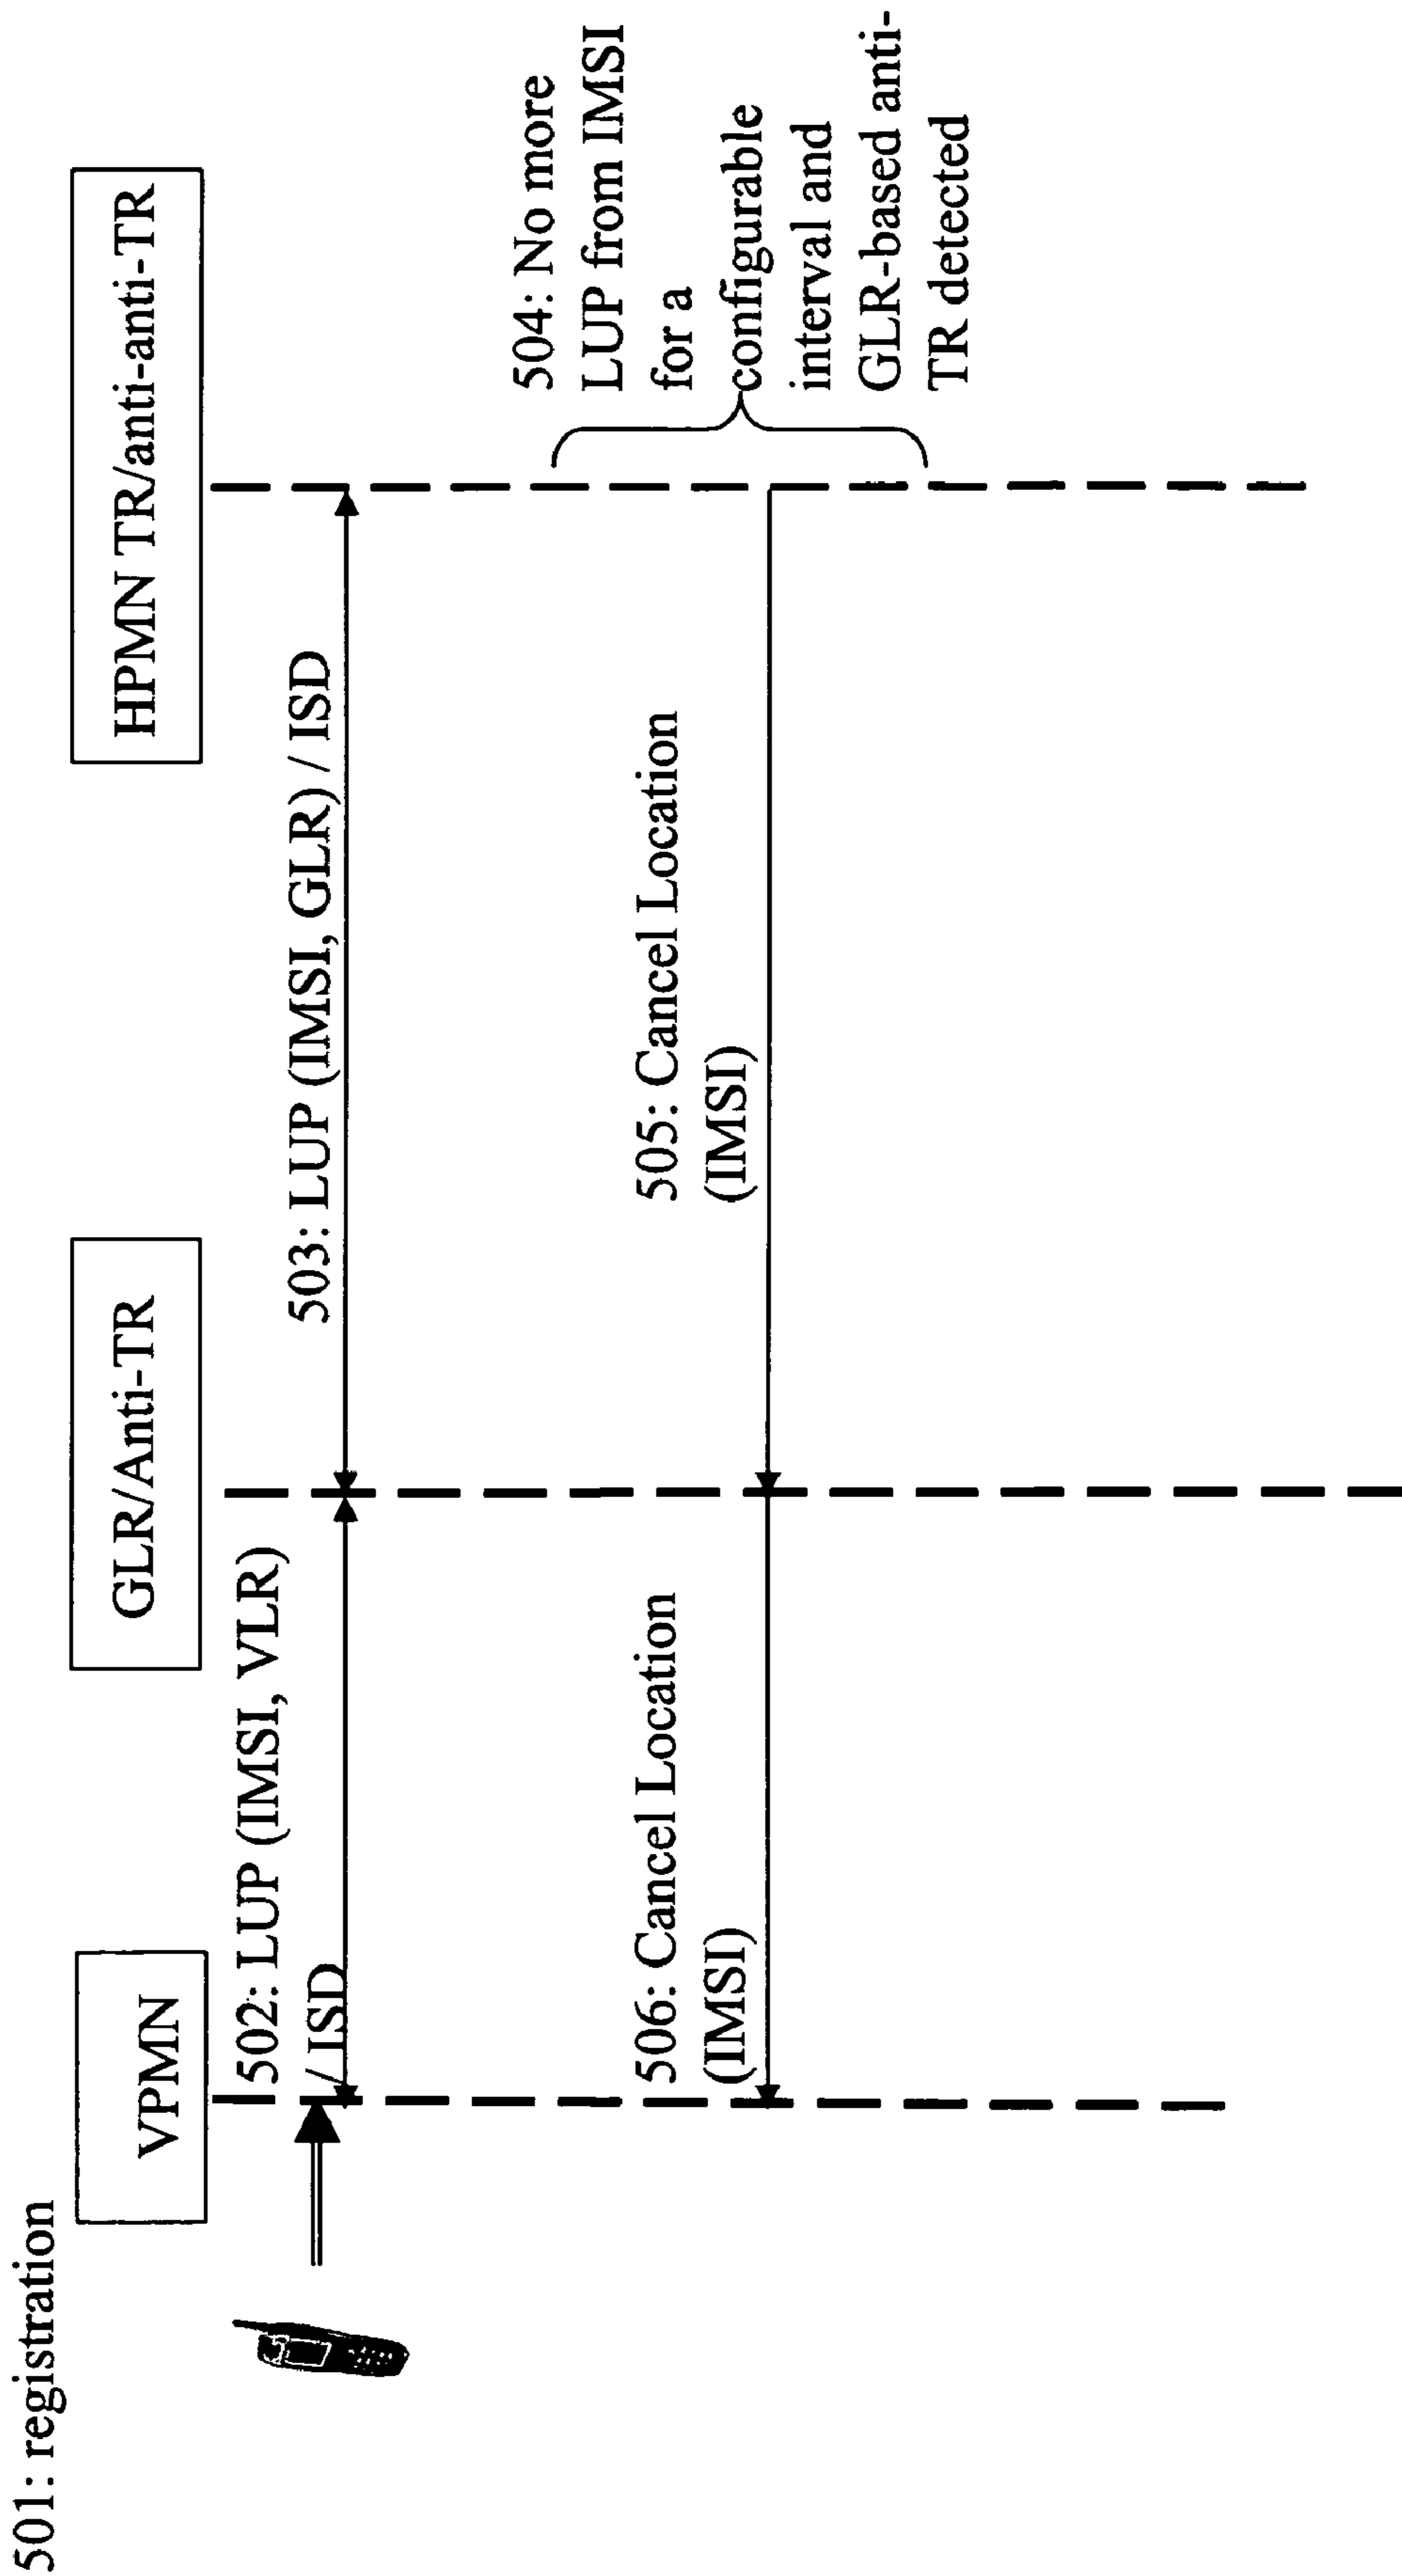 501: registration
VPMN
GLR/Anti-TR
HPMN TR/anti-anti-TR
502: LUP (IMSI, VLR)
/ ISD
503: LUP (IMSI, GLR) / ISD
504: No more
LUP from IMSI
for a
configurable
interval and
GLR-based anti-
TR detected
505: Cancel Location
(IMSI)
506: Cancel Location
(IMSI)